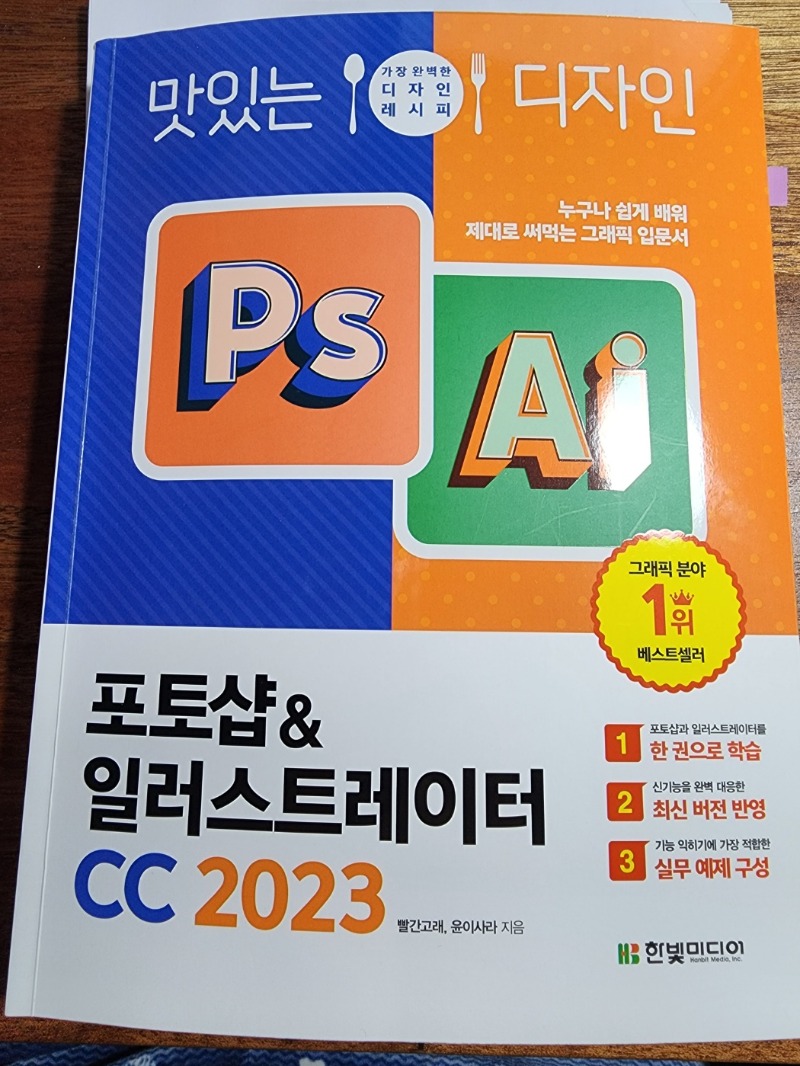 맛있는 디자인
가장 완벽한
디자인
레시피
누구나 쉽게 배워
제대로 써먹는 그래픽 입문서
Ps
Ai
그래픽 분야
1위
베스트셀러
포토샵&
일러스트레이터
CC 2023
빨간고래, 윤이사라 지음
1 포토샵과 일러스트레이터를
한 권으로 학습
2 신기능을 완벽 대응한
최신 버전 반영
3 기능 익히기에 가장 적합한
실무 예제 구성
HB 한빛미디어
Hanbit Media, Inc.